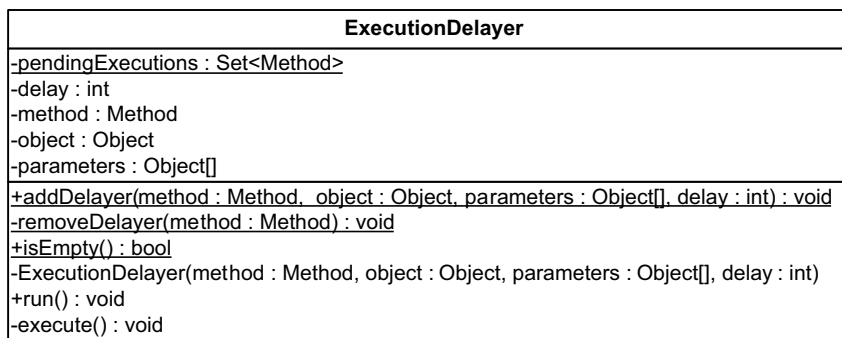 ExecutionDelayer
-pendingExecutions : Set<Method>
-delay : int
-method : Method
-object : Object
-parameters : Object[]
+addDelayer(method : Method, object : Object, parameters : Object[], delay : int) : void
-removeDelayer(method : Method) : void
+isEmpty() : bool
-ExecutionDelayer(method : Method, object : Object, parameters : Object[], delay : int)
+run() : void
-execute() : void